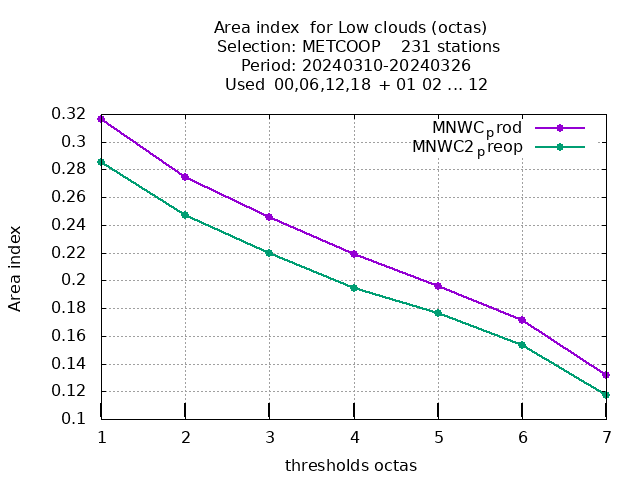 Area index  for Low clouds (octas)
Selection: METCOOP    231 stations
Period: 20240310-20240326
Used  00,06,12,18 + 01 02 ... 12
MNWCprod
MNWC2preop
0.32
0.3
0.28
0.26
0.24
0.22
0.2
0.18
0.16
0.14
0.12
0.1
Area index
1 2 3 4 5 6 7
thresholds octas